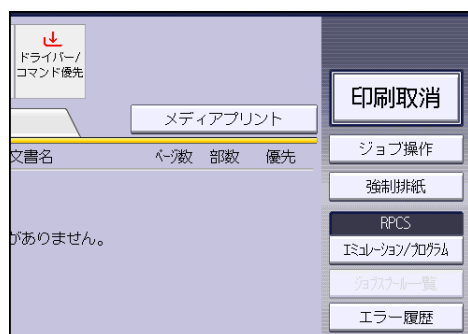 ドライバー/
コマンド優先
印刷取消
メディアプリント
ジョブ操作
文書名 ページ数 部数 優先
強制排紙
RPCS
がありません。
エミュレーション/プログラム
ジョブスプール一覧
エラー履歴